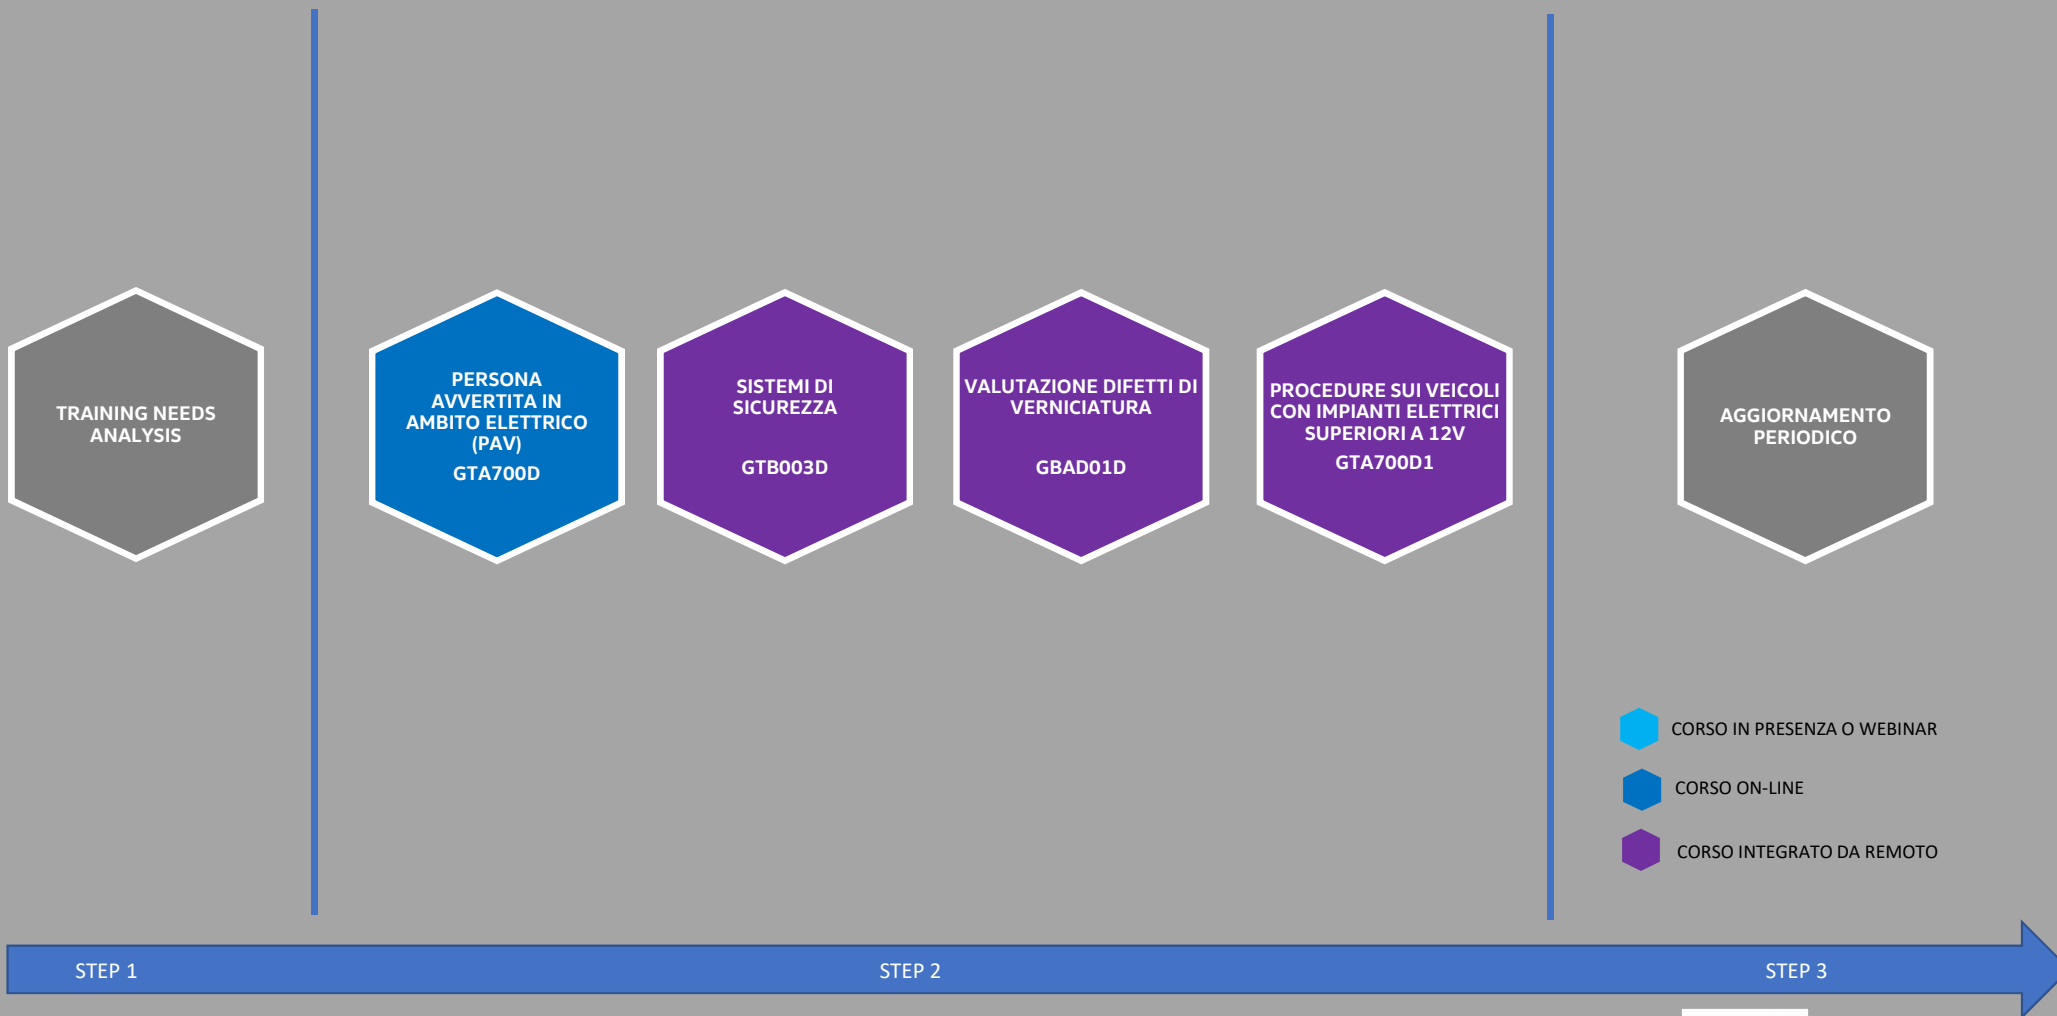 TRAINING NEEDS
ANALYSIS
PERSONA
AVVERTITA IN
AMBITO ELETTRICO
(PAV)
GTA700D
SISTEMI DI
SICUREZZA
GTB003D
VALUTAZIONE DIFETTI DI
VERNICIATURA
GBAD01D
PROCEDURE SUI VEICOLI
CON IMPIANTI ELETTRICI
SUPERIORI A 12V
GTA700D1
AGGIORNAMENTO
PERIODICO
CORSO IN PRESENZA O WEBINAR
CORSO ON-LINE
CORSO INTEGRATO DA REMOTO
STEP 1
STEP 2
STEP 3